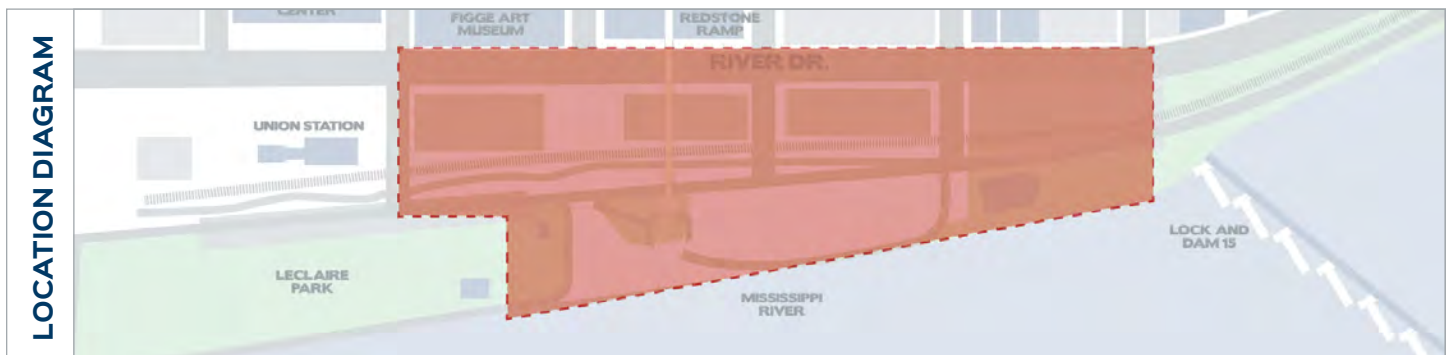 LOCATION DIAGRAM
CENTER
FIGGE ART
MUSEUM
REDSTONE
RAMP
RIVER DR.
UNION STATION
LECLAIRE
PARK
MISSISSIPPI
RIVER
LOCK AND
DAM 15